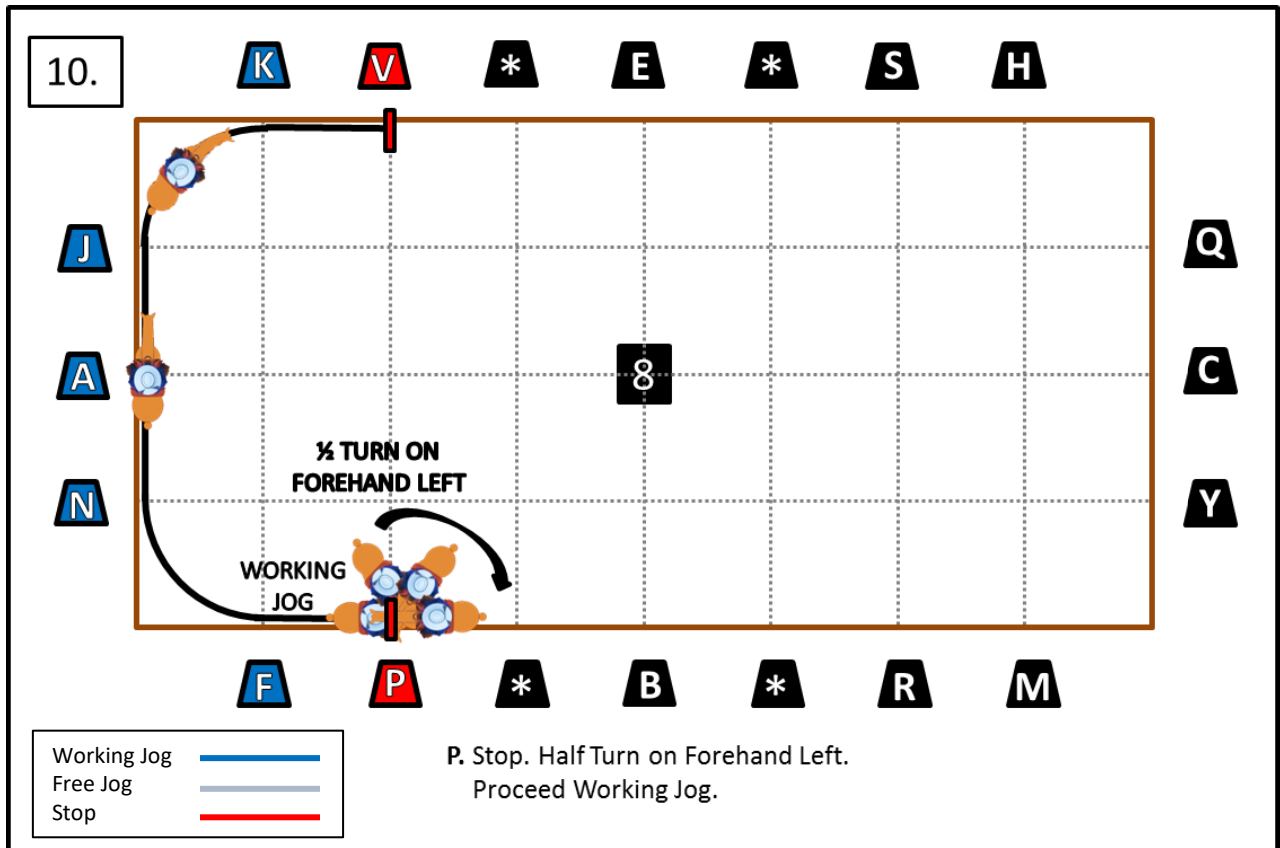 10.
K V * E * S H
J
Q
A
8
C
½ TURN ON
FOREHAND LEFT
N
Y
WORKING
JOG
F P * B * R M
Working Jog
Free Jog
Stop
P. Stop. Half Turn on Forehand Left.
Proceed Working Jog.